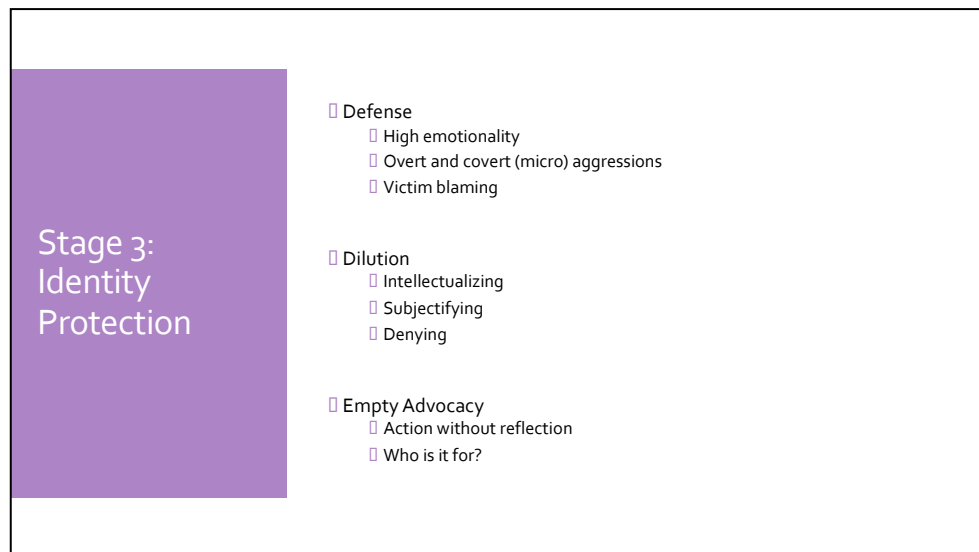 Stage 3:
Identity
Protection
Defense
High emotionality
Overt and covert (micro) aggressions
Victim blaming
Dilution
Intellectualizing
Subjectifying
Denying
Empty Advocacy
Action without reflection
Who is it for?